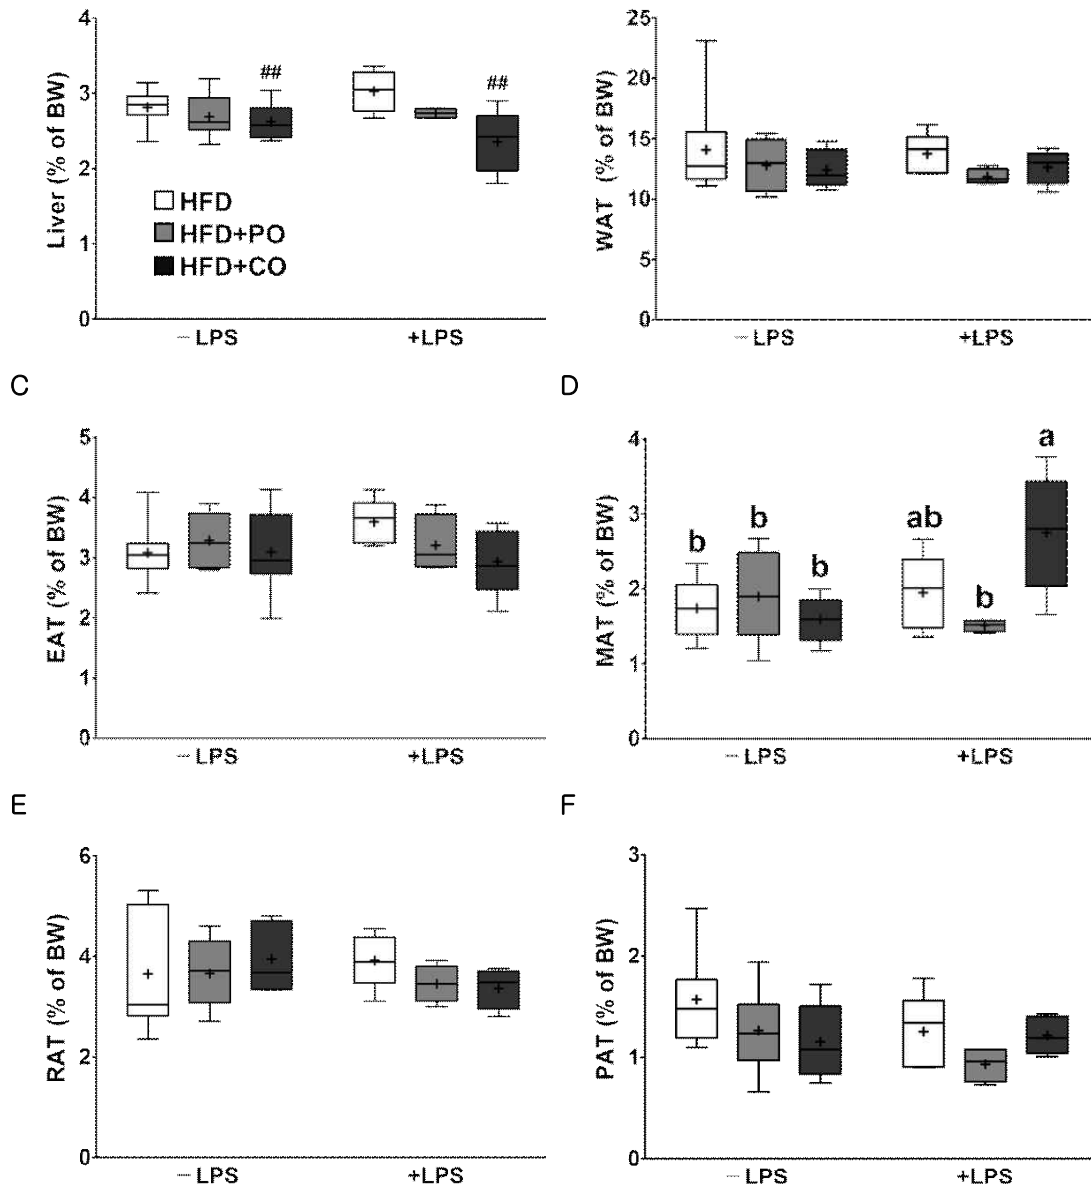 4
3
2
1
0
Liver (% of BW)
##
##
HFD
HFD+PO
HFD+CO
− LPS
+LPS
25
20
15
10
5
0
WAT (% of BW)
− LPS
+LPS
C
5
4
3
2
1
0
EAT (% of BW)
− LPS
+LPS
D
4
3
2
1
0
MAT (% of BW)
b
b
b
ab
b
a
− LPS
+LPS
E
6
4
2
0
RAT (% of BW)
− LPS
+LPS
F
3
2
1
0
PAT (% of BW)
− LPS
+LPS